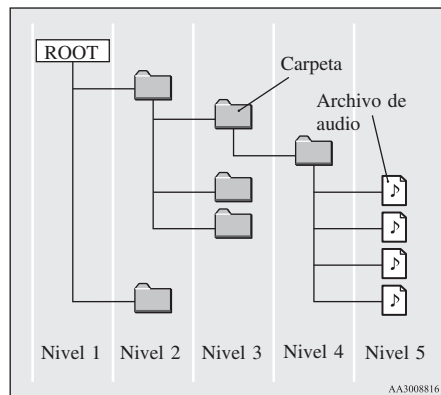 ROOT
Carpeta
Archivo de
audio
Nivel 1 Nivel 2 Nivel 3 Nivel 4 Nivel 5
AA3008816